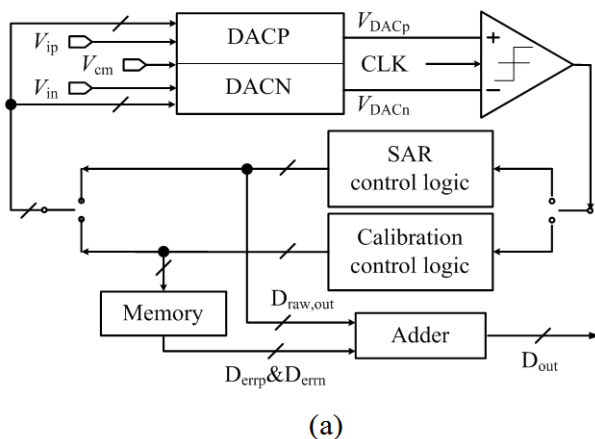 V_ip
V_cm
V_in
DACP
DACN
V_DACp
CLK
V_DACn
+
−
SAR
control logic
Calibration
control logic
Memory
D_raw,out
Adder
D_errp&D_errn
D_out
(a)